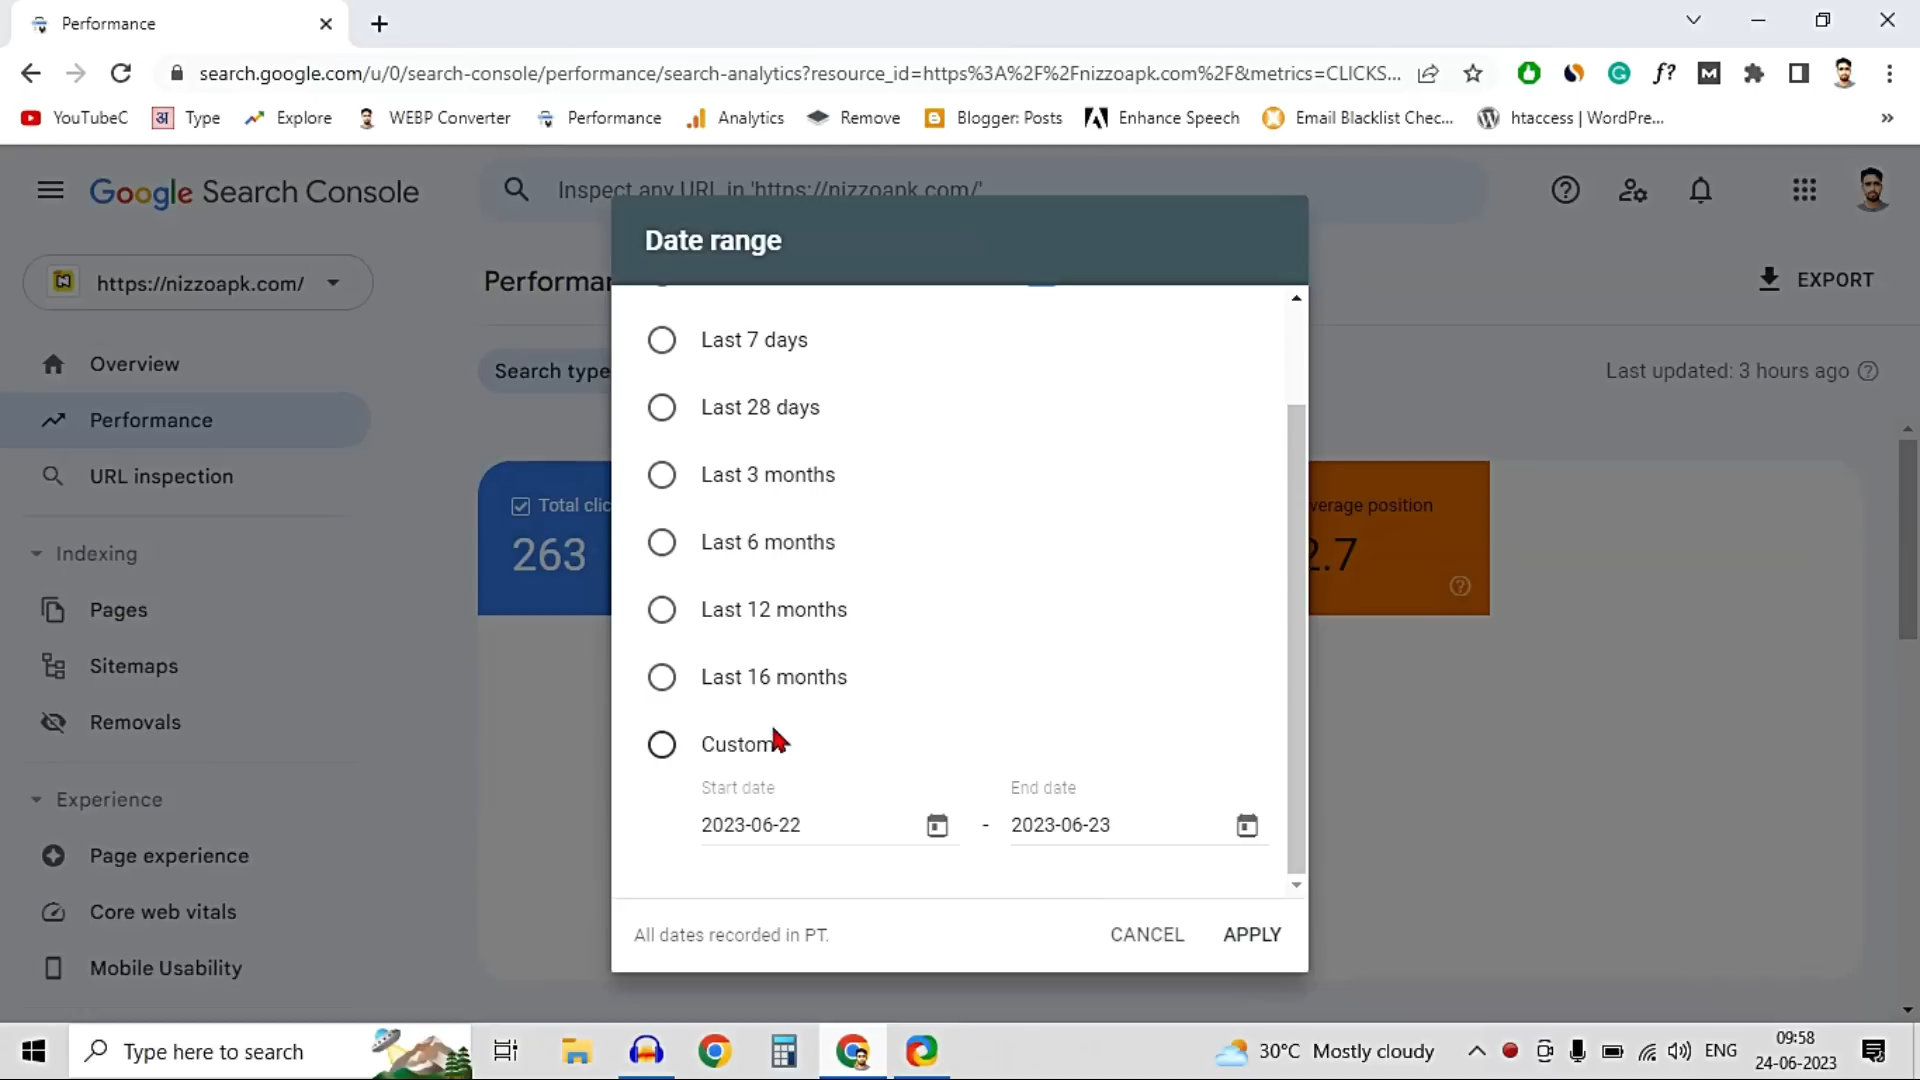 Performance
search.google.com/u/0/search-console/performance/search-analytics?resource_id=https%3A%2F%2Fnizzoapk.com%2F&metrics=CLICKS...
YouTubeC
Type
Explore
WEBP Converter
Performance
Analytics
Remove
Blogger: Posts
Enhance Speech
Email Blacklist Chec...
htaccess | WordPre...
»
Google Search Console
Inspect any URL in 'https://nizzoapk.com/'
https://nizzoapk.com/
Performan
EXPORT
Search type
Last updated: 3 hours ago
Overview
Performance
URL inspection
Indexing
Pages
Sitemaps
Removals
Experience
Page experience
Core web vitals
Mobile Usability
Total clic
263
verage position
2.7
Date range
Last 7 days
Last 28 days
Last 3 months
Last 6 months
Last 12 months
Last 16 months
Custom
Start date
2023-06-22
-
End date
2023-06-23
All dates recorded in PT.
CANCEL
APPLY
Type here to search
30°C Mostly cloudy
ENG
09:58
24-06-2023